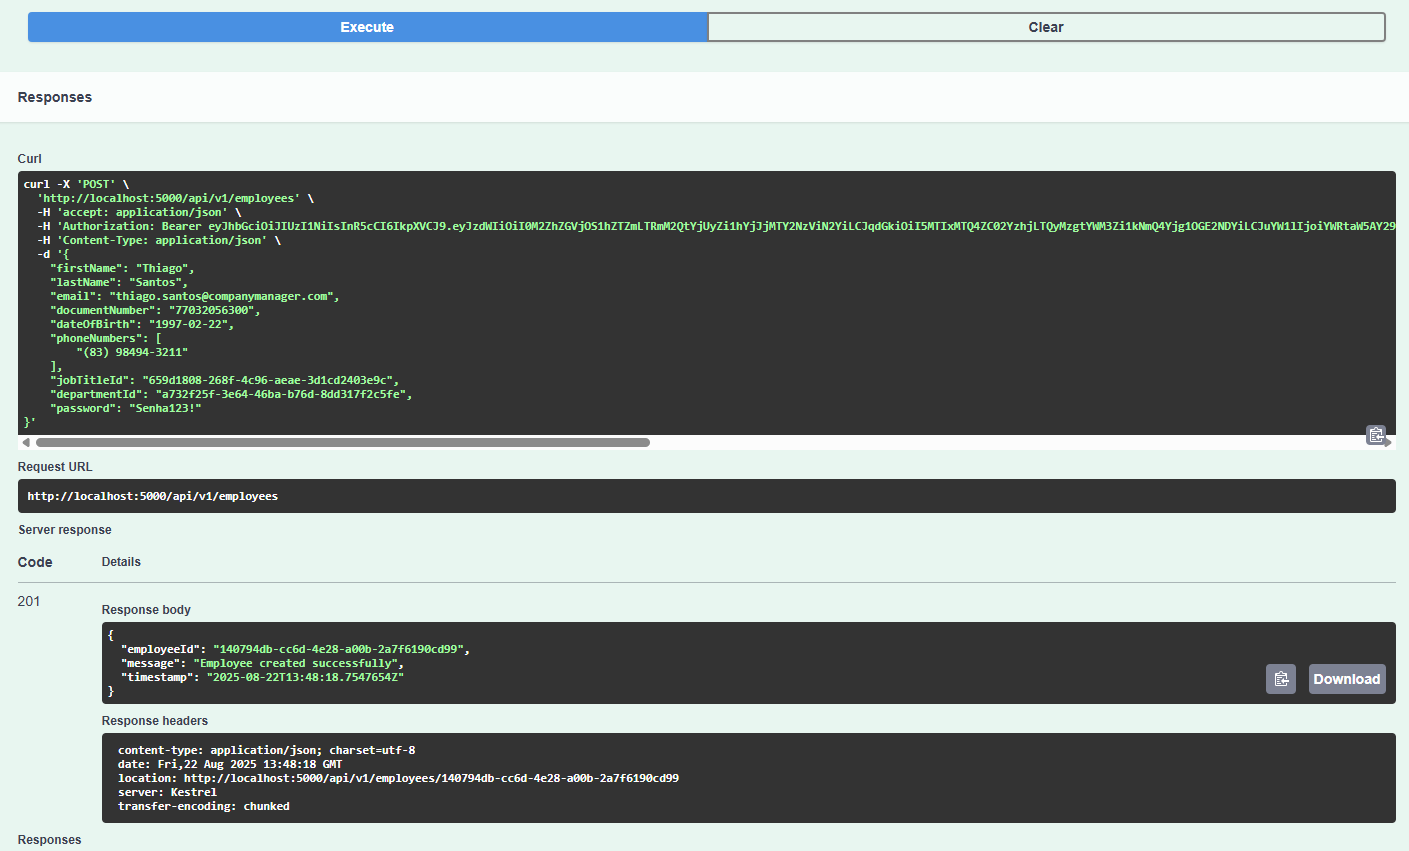 Execute
Clear
Responses
Curl
curl -X 'POST' \
'http://localhost:5000/api/v1/employees' \
-H 'accept: application/json' \
-H 'Authorization: Bearer
-H 'Content-Type: application/json' \
-d '{
"firstName": "Thiago",
"lastName": "Santos",
"email": "thiago.santos@companymanager.com",
"documentNumber": "77032056300",
"dateOfBirth": "1997-02-22",
"phoneNumbers": [
"(83) 98494-3211"
],
"jobTitleId": "659d1808-268f-4c96-aeae-3d1cd2403e9c",
"departmentId": "a732f25f-3e64-46ba-b76d-8dd317f2c5fe",
"password": "Senha123!"
}'
Request URL
http://localhost:5000/api/v1/employees
Server response
Code
Details
201
Response body
{
"employeeId": "140794db-cc6d-4e28-a00b-2a7f6190cd99",
"message": "Employee created successfully",
"timestamp": "2025-08-22T13:48:18.7547654Z"
}
Download
Response headers
content-type: application/json; charset=utf-8
date: Fri,22 Aug 2025 13:48:18 GMT
location: http://localhost:5000/api/v1/employees/140794db-cc6d-4e28-a00b-2a7f6190cd99
server: Kestrel
transfer-encoding: chunked
Responses